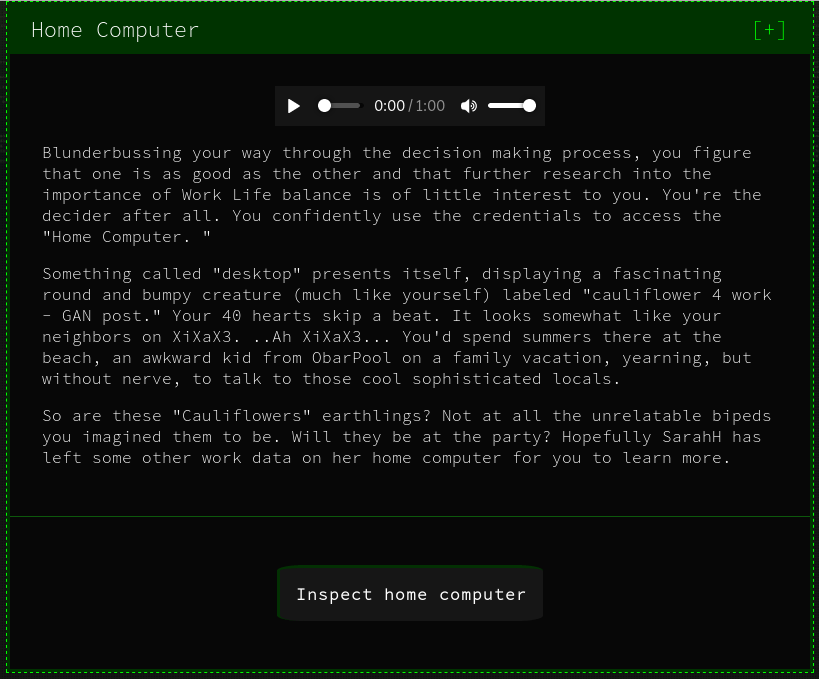 Home Computer [+]
0:00 / 1:00
Blunderbussing your way through the decision making process, you figure
that one is as good as the other and that further research into the
importance of Work Life balance is of little interest to you. You're the
decider after all. You confidently use the credentials to access the
"Home Computer. "
Something called "desktop" presents itself, displaying a fascinating
round and bumpy creature (much like yourself) labeled "cauliflower 4 work
- GAN post." Your 40 hearts skip a beat. It looks somewhat like your
neighbors on XiXaX3. ..Ah XiXaX3... You'd spend summers there at the
beach, an awkward kid from ObarPool on a family vacation, yearning, but
without nerve, to talk to those cool sophisticated locals.
So are these "Cauliflowers" earthlings? Not at all the unrelatable bipeds
you imagined them to be. Will they be at the party? Hopefully SarahH has
left some other work data on her home computer for you to learn more.
Inspect home computer